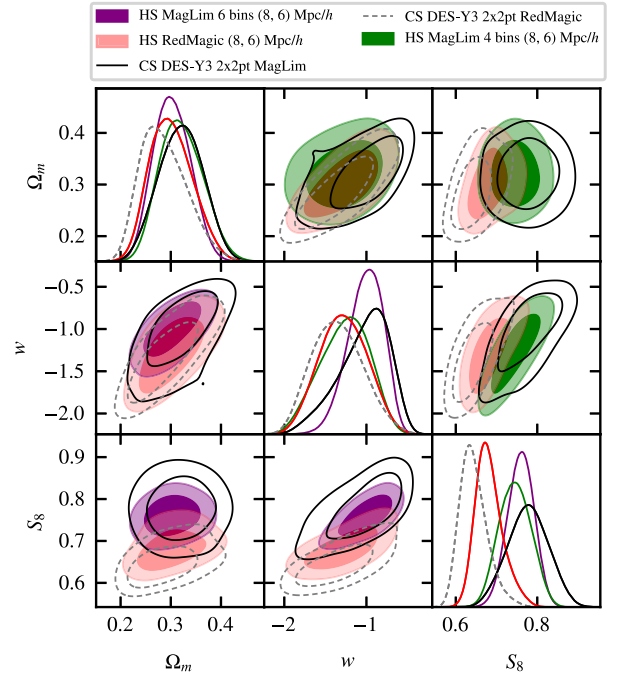 HS MagLim 6 bins (8, 6) Mpc/h
CS DES-Y3 2x2pt RedMagic
HS RedMagic (8, 6) Mpc/h
HS MagLim 4 bins (8, 6) Mpc/h
CS DES-Y3 2x2pt MagLim
0.4
Ωm
0.2
−0.5
−1.0
w
−1.5
−2.0
0.9
0.8
S8
0.7
0.6
0.2 0.3 0.4
−2 −1
0.6 0.8
Ωm
w
S8